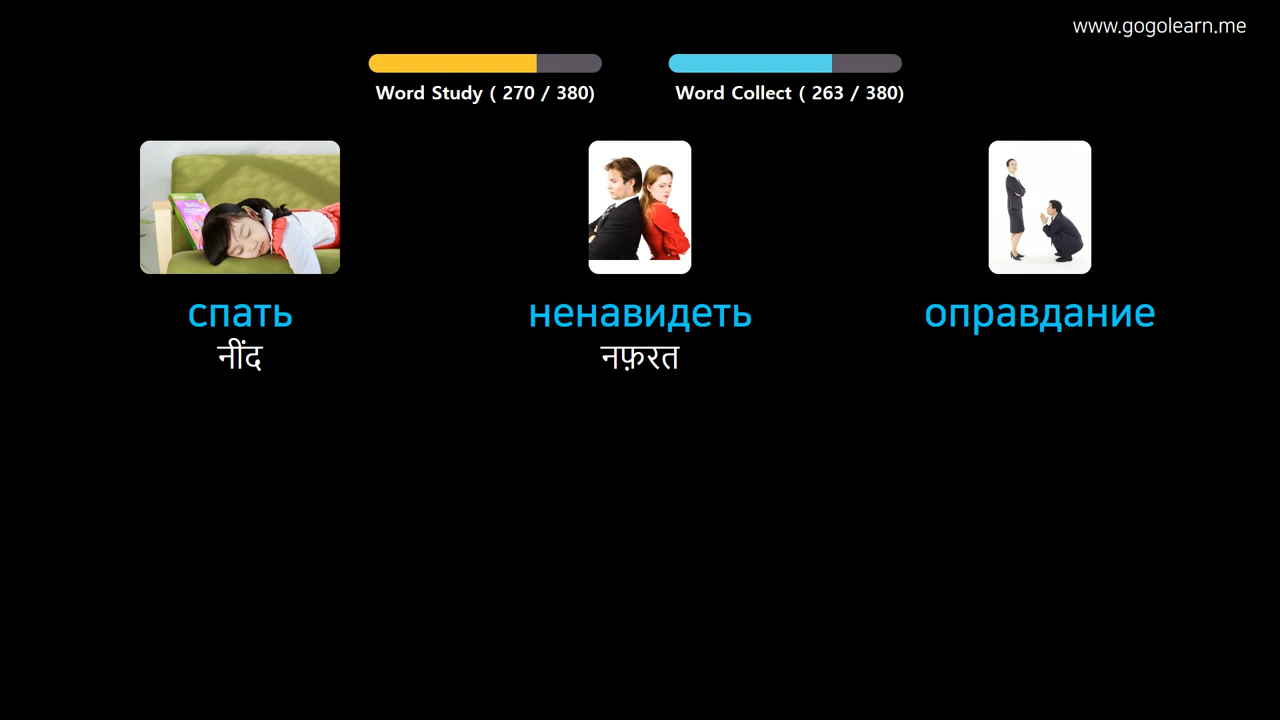 www.gogolearn.me
Word Study ( 270 / 380)
Word Collect ( 263 / 380)
спать
ненавидеть
оправдание
नींद
नफ़रत